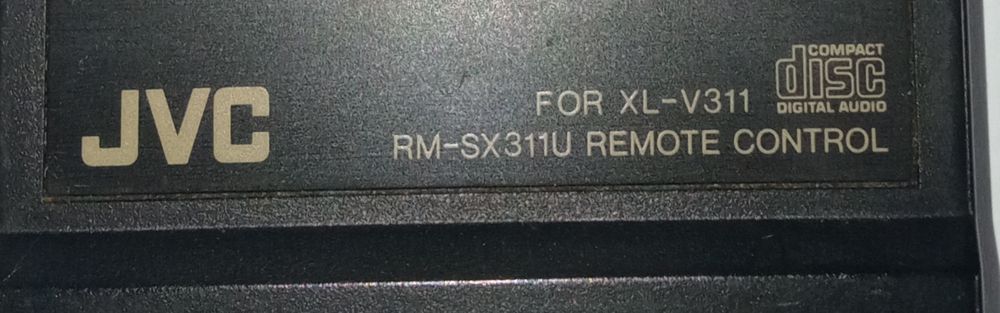 COMPACT
disc
DIGITAL AUDIO
JVC
FOR XL-V311
RM-SX311U REMOTE CONTROL